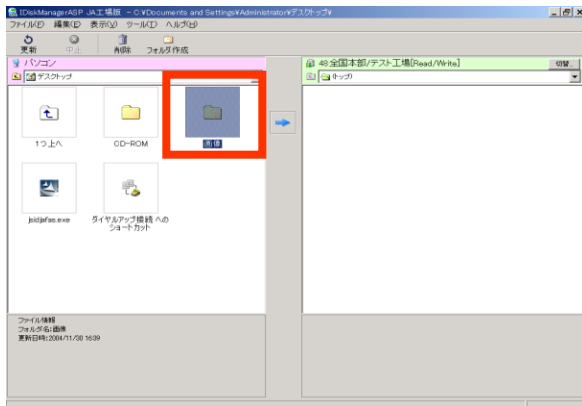 IDiskManagerASP JA工場版 - C:¥Documents and Settings¥Administrator¥デスクトップ¥
ファイル(F) 編集(E) 表示(V) ツール(T) ヘルプ(H)
更新 中止 削除 フォルダ作成
パソコン
デスクトップ
1つ上へ CD-ROM 画像
jsidjafae.exe ダイヤルアップ接続 への
ショートカット
48:全国本部/テスト工場[Read/Write] 切替...
(トップ)
ファイル情報
フォルダ名:画像
更新日時:2004/11/30 16:39